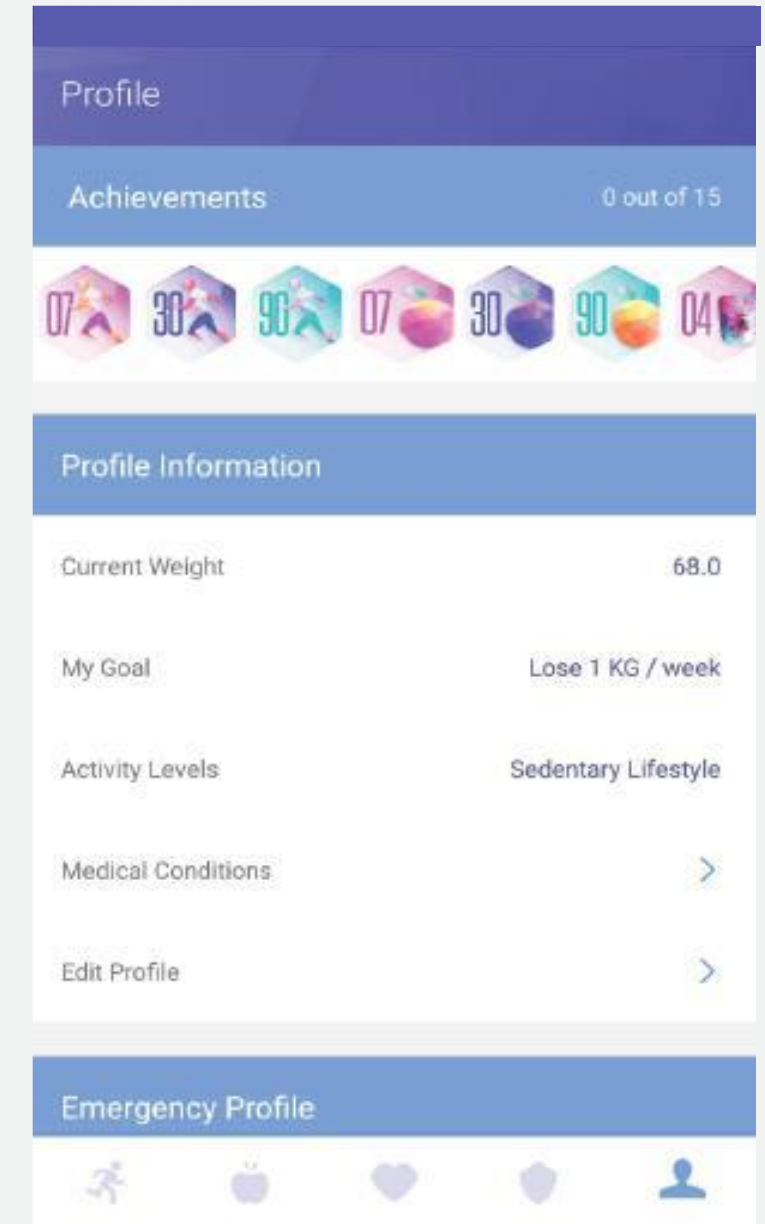 Profile
Achievements 0 out of 15
07 30 90 07 30 90 04
Profile Information
Current Weight 68.0
My Goal Lose 1 KG / week
Activity Levels Sedentary Lifestyle
Medical Conditions
Edit Profile
Emergency Profile